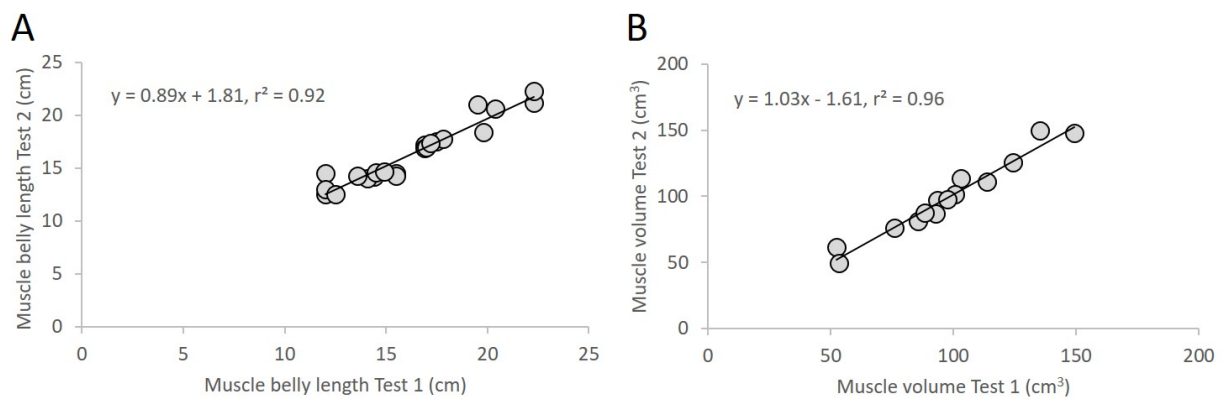 A
Muscle belly length Test 2 (cm)
25
20
15
10
5
0
y = 0.89x + 1.81, r² = 0.92
0 5 10 15 20 25
Muscle belly length Test 1 (cm)
B
Muscle volume Test 2 (cm³)
200
150
100
50
0
y = 1.03x - 1.61, r² = 0.96
0 50 100 150 200
Muscle volume Test 1 (cm³)